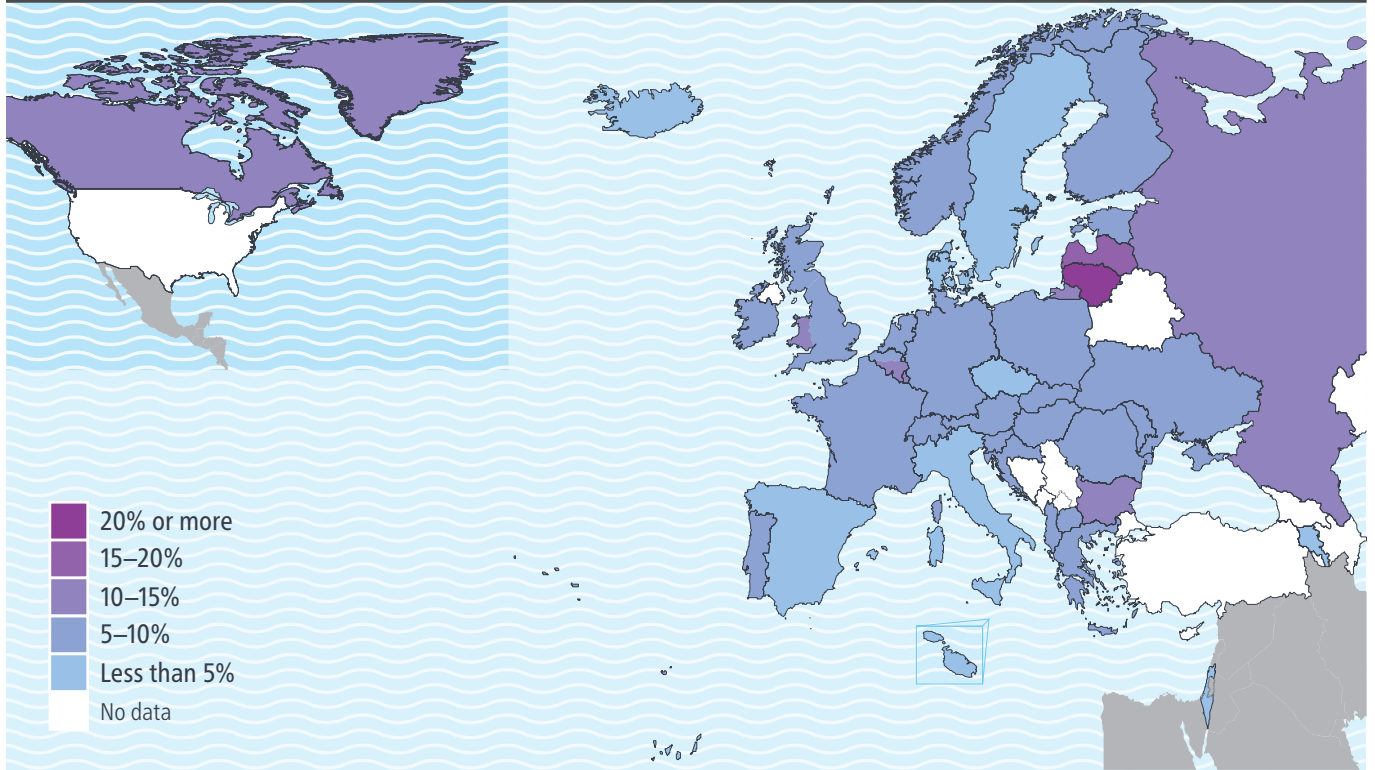 20% or more
15–20%
10–15%
5–10%
Less than 5%
No data